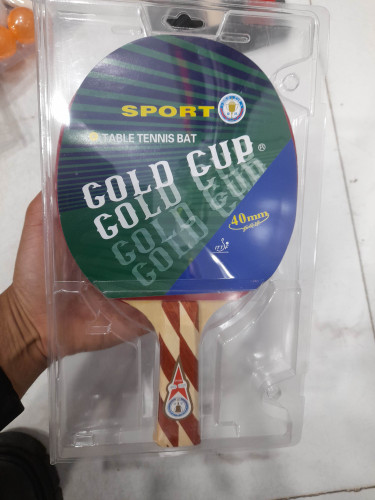 SPORT
TABLE TENNIS BAT
GOLD CUP ®
GOLD CUP
GOLD CUP
GOLD CUP
40mm